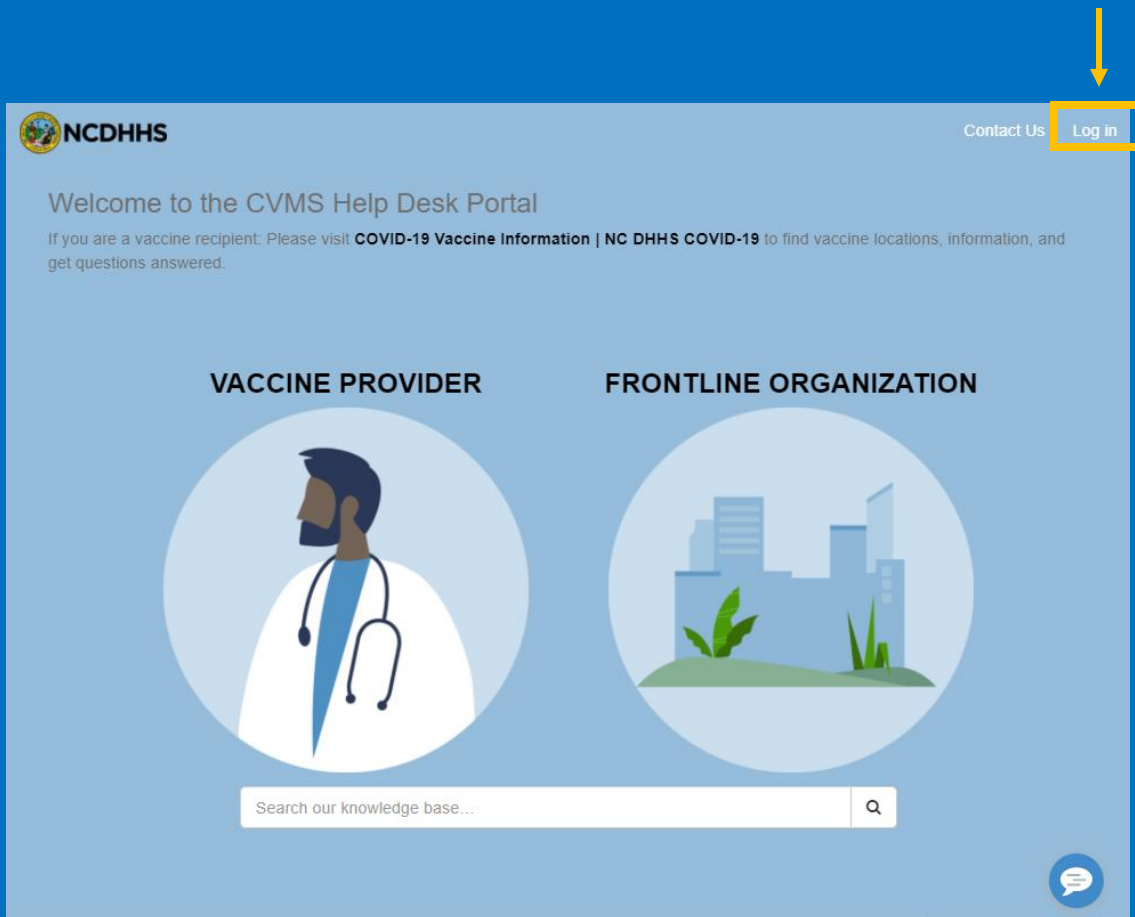 NCDHHS
Contact Us
Log in
Welcome to the CVMS Help Desk Portal
If you are a vaccine recipient: Please visit COVID-19 Vaccine Information | NC DHHS COVID-19 to find vaccine locations, information, and
get questions answered.
VACCINE PROVIDER
FRONTLINE ORGANIZATION
Search our knowledge base...